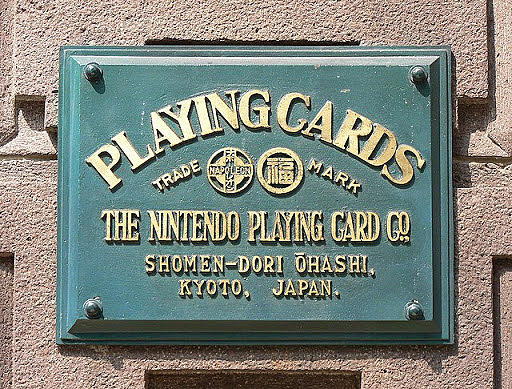 PLAYING CARDS
TRADE NAPOLEON 福 MARK
THE NINTENDO PLAYING CARD CO.
SHOMEN-DORI ŌHASHI,
KYOTO, JAPAN.